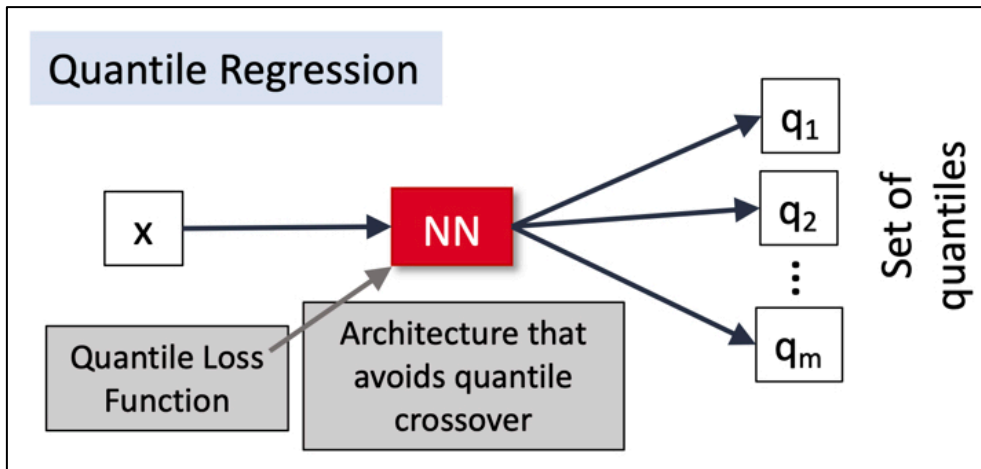 Quantile Regression
x
NN
q₁
q₂
...
qₘ
Set of
quantiles
Quantile Loss
Function
Architecture that
avoids quantile
crossover